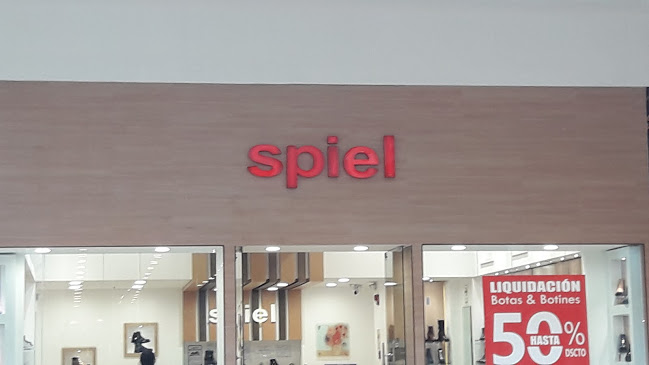 spiel
spiel
LIQUIDACIÓN
Botas & Botines
50%
HASTA
DSCTO